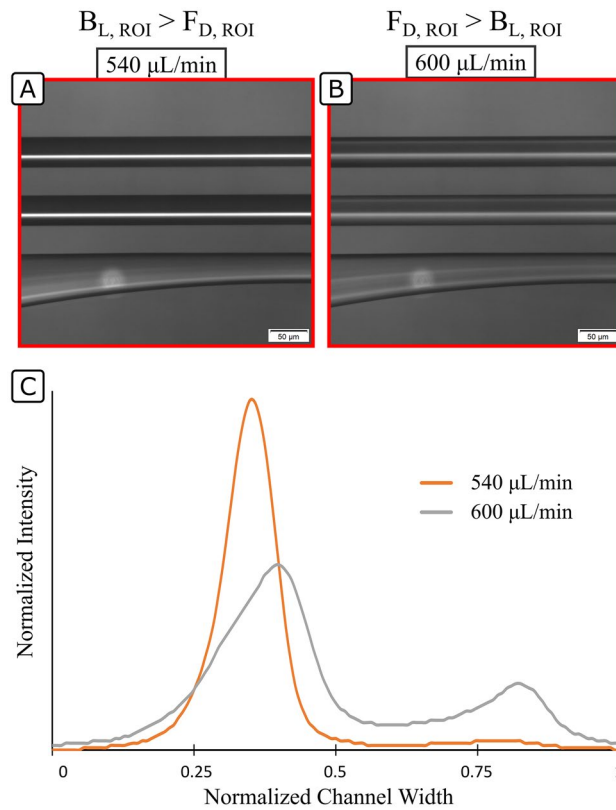 B_L, ROI > F_D, ROI
F_D, ROI > B_L, ROI
540 μL/min
600 μL/min
A
B
50 μm
50 μm
C
Normalized Intensity
540 μL/min
600 μL/min
0 0.25 0.5 0.75
Normalized Channel Width